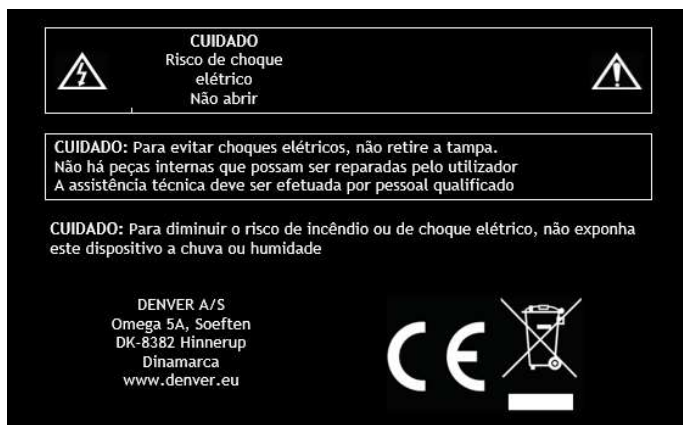 CUIDADO
Risco de choque
elétrico
Não abrir
CUIDADO: Para evitar choques elétricos, não retire a tampa.
Não há peças internas que possam ser reparadas pelo utilizador
A assistência técnica deve ser efetuada por pessoal qualificado
CUIDADO: Para diminuir o risco de incêndio ou de choque elétrico, não exponha
este dispositivo a chuva ou humidade
DENVER A/S
Omega 5A, Soeften
DK-8382 Hinnerup
Dinamarca
www.denver.eu
CE